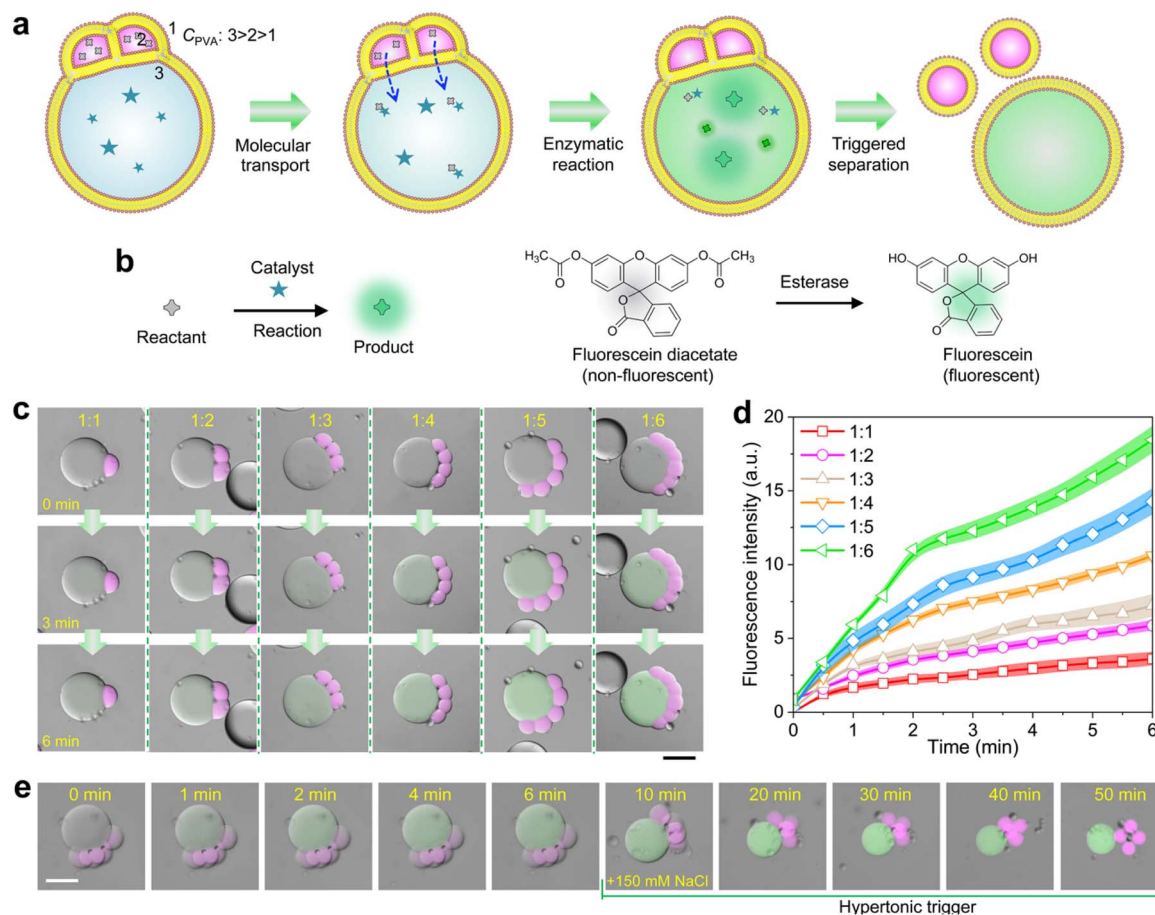 a
1
2
3
C_PVA: 3>2>1
Molecular
transport
Enzymatic
reaction
Triggered
separation
b
Reactant
Catalyst
Reaction
Product
CH₃
O
O
O
O
CH₃
O
O
O
Fluorescein diacetate
(non-fluorescent)
Esterase
HO
O
OH
O
O
Fluorescein
(fluorescent)
c
1:1
1:2
1:3
1:4
1:5
1:6
0 min
3 min
6 min
d
Fluorescence intensity (a.u.)
20
15
10
5
0
1:1
1:2
1:3
1:4
1:5
1:6
0
1
2
3
4
5
6
Time (min)
e
0 min
1 min
2 min
4 min
6 min
10 min
20 min
30 min
40 min
50 min
+150 mM NaCl
Hypertonic trigger